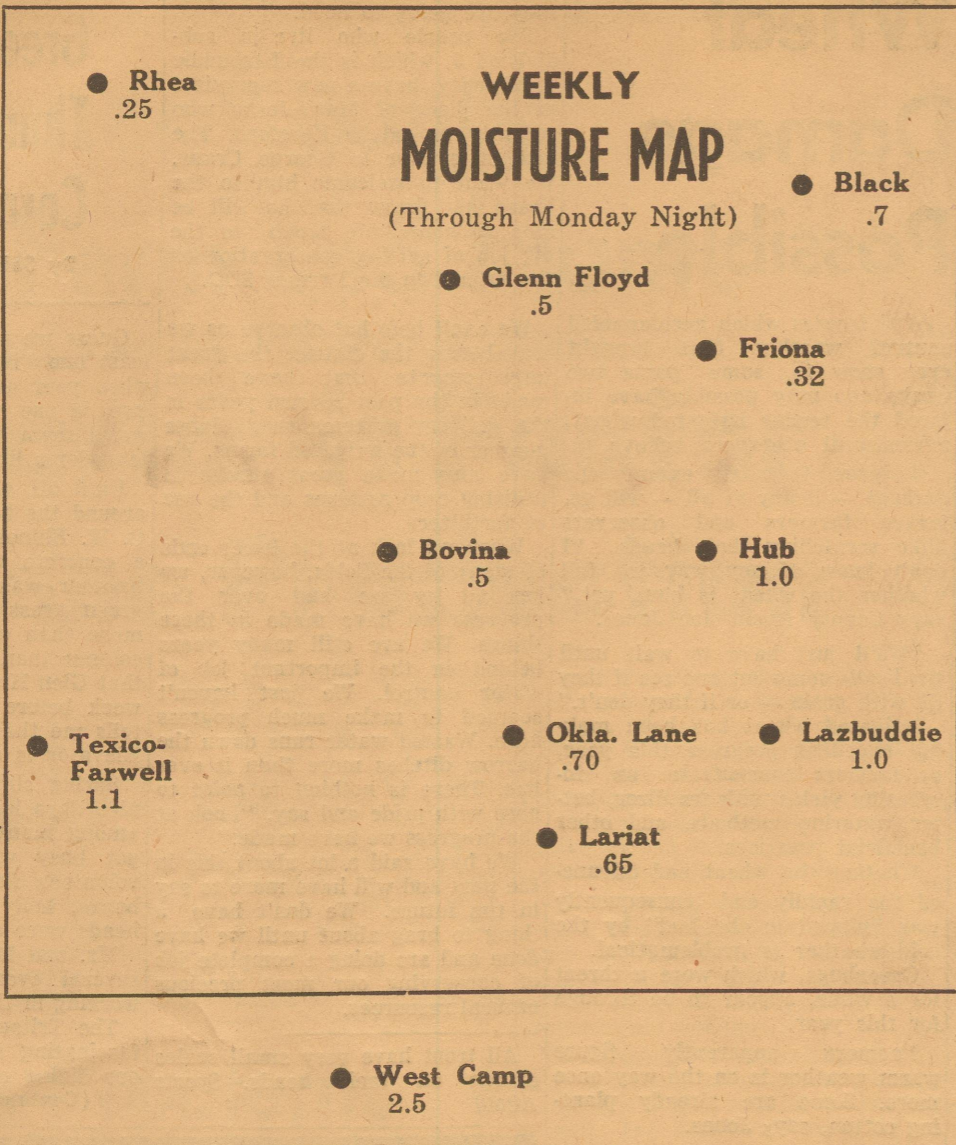 Rhea
.25
WEEKLY
MOISTURE MAP
(Through Monday Night)
Black
.7
Glenn Floyd
.5
Friona
.32
Bovina
.5
Hub
1.0
Texico-
Farwell
1.1
Okla. Lane
.70
Lazbuddie
1.0
Lariat
.65
West Camp
2.5